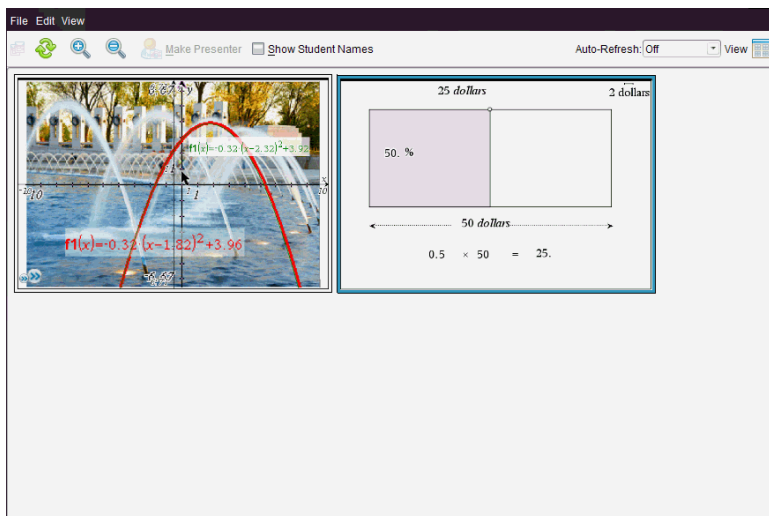 File Edit View
Make Presenter Show Student Names Auto-Refresh: Off View
8.67 y
f1(x)=-0.32·(x-2.32)²+3.92
1
x
-10 1 10
f1(x)=-0.32·(x-1.82)²+3.96
-6.67
25 dollars 2 dollars
50. %
50 dollars
0.5 × 50 = 25.